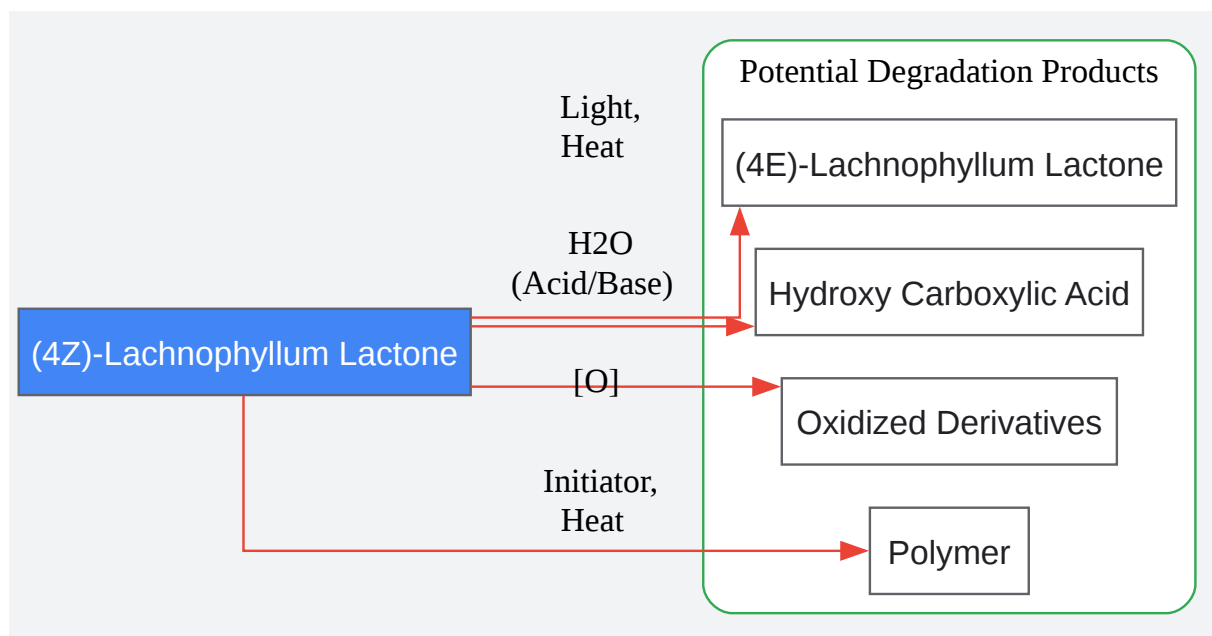 Potential Degradation Products
Light,
Heat
(4E)-Lachnophyllum Lactone
H2O
(Acid/Base)
Hydroxy Carboxylic Acid
(4Z)-Lachnophyllum Lactone
[O]
Oxidized Derivatives
Initiator,
Heat
Polymer